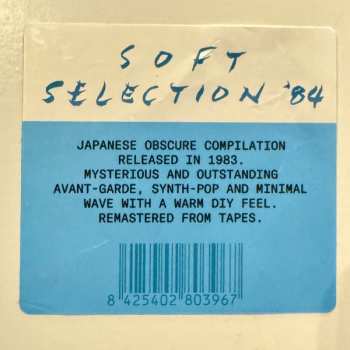 SOFT
SELECTION '84
JAPANESE OBSCURE COMPILATION
RELEASED IN 1983.
MYSTERIOUS AND OUTSTANDING
AVANT-GARDE, SYNTH-POP AND MINIMAL
WAVE WITH A WARM DIY FEEL.
REMASTERED FROM TAPES.
8 425402 803967